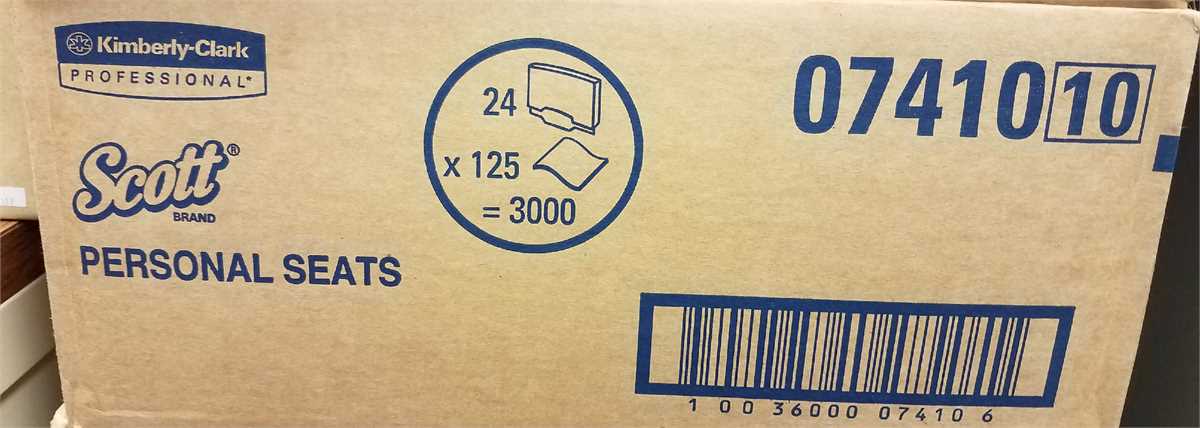 Kimberly-Clark
PROFESSIONAL*
Scott®
BRAND
PERSONAL SEATS
24
x 125
= 3000
07410 10
1 00 36000 07410 6